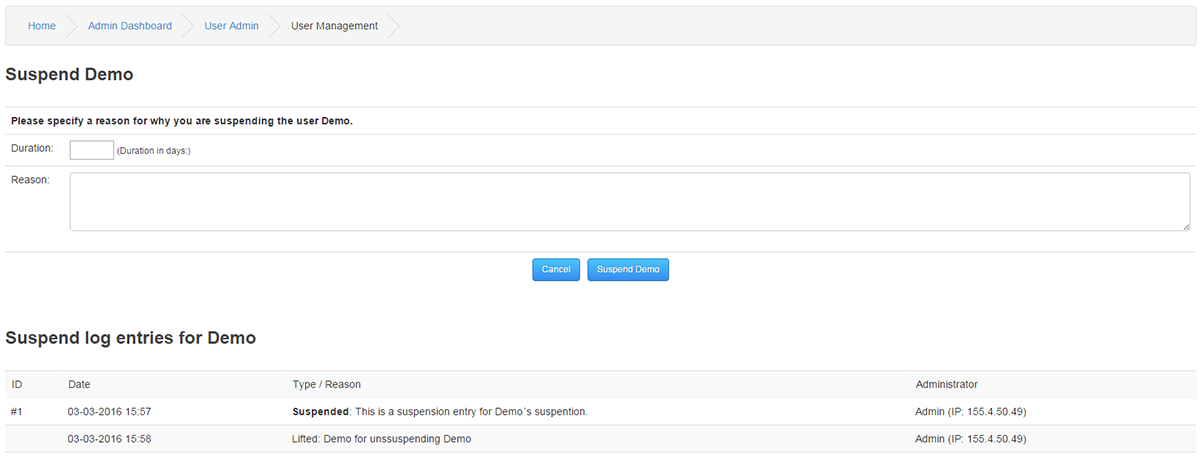 Home Admin Dashboard User Admin User Management
Suspend Demo
Please specify a reason for why you are suspending the user Demo.
Duration: (Duration in days:)
Reason:
Cancel Suspend Demo
Suspend log entries for Demo
ID Date Type / Reason Administrator
#1 03-03-2016 15:57 Suspended: This is a suspension entry for Demo´s suspention. Admin (IP: 155.4.50.49)
03-03-2016 15:58 Lifted: Demo for unssuspending Demo Admin (IP: 155.4.50.49)